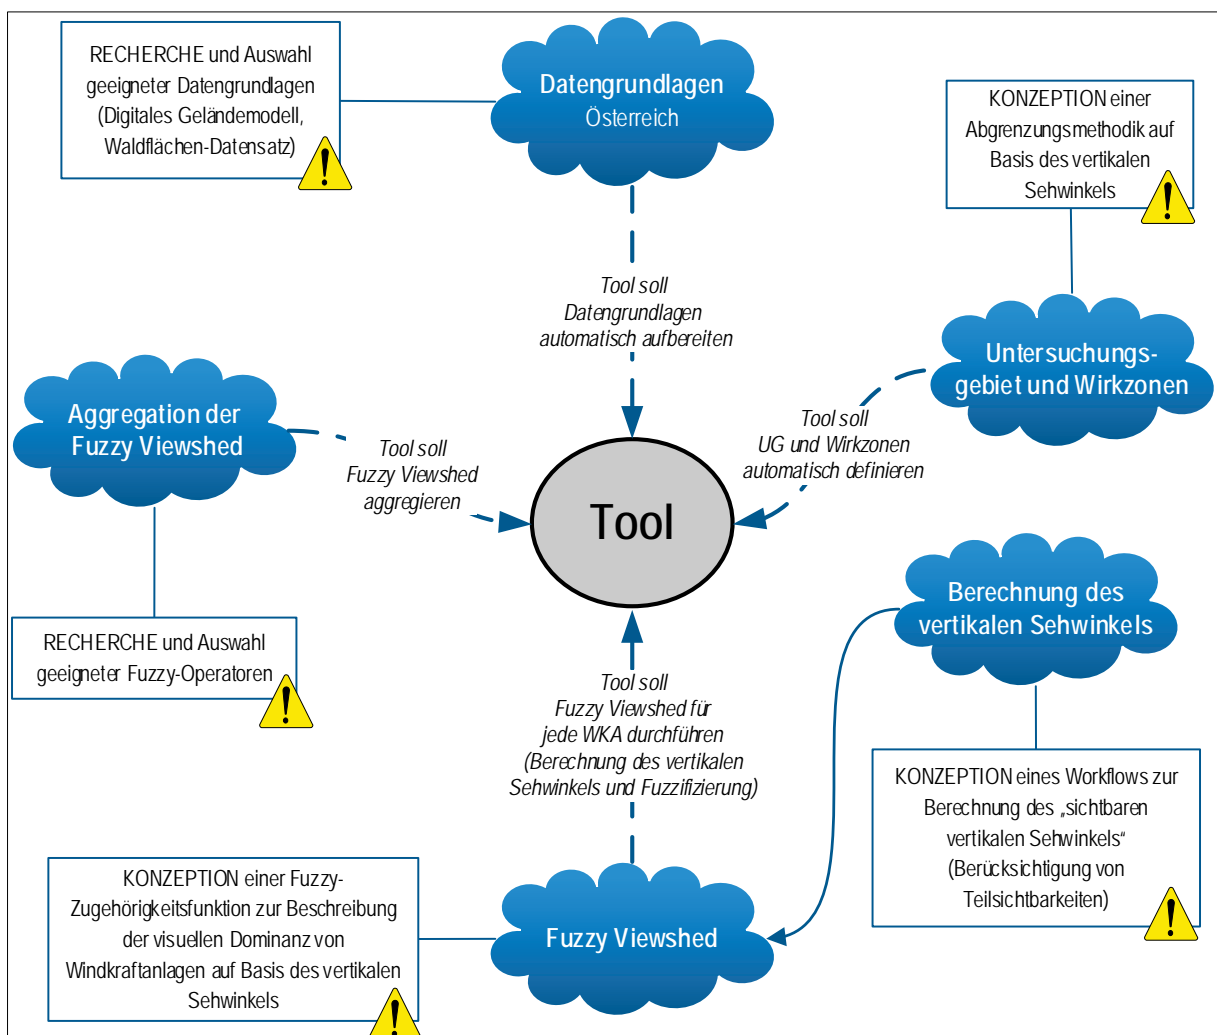 RECHERCHE und Auswahl
geeigneter Datengrundlagen
(Digitales Geländemodell,
Waldflächen-Datensatz)
!
Datengrundlagen
Österreich
KONZEPTION einer
Abgrenzungsmethodik auf
Basis des vertikalen
Sehwinkels
!
Tool soll
Datengrundlagen
automatisch aufbereiten
Untersuchungs-
gebiet und Wirkzonen
Aggregation der
Fuzzy Viewshed
Tool soll
Fuzzy Viewshed
aggregieren
Tool soll
UG und Wirkzonen
automatisch definieren
Tool
Berechnung des
vertikalen Sehwinkels
RECHERCHE und Auswahl
geeigneter Fuzzy-Operatoren
!
Tool soll
Fuzzy Viewshed für
jede WKA durchführen
(Berechnung des vertikalen
Sehwinkels und Fuzzifizierung)
KONZEPTION eines Workflows zur
Berechnung des „sichtbaren
vertikalen Sehwinkels“
(Berücksichtigung von
Teilsichtbarkeiten)
!
KONZEPTION einer Fuzzy-
Zugehörigkeitsfunktion zur Beschreibung
der visuellen Dominanz von
Windkraftanlagen auf Basis des vertikalen
Sehwinkels
!
Fuzzy Viewshed